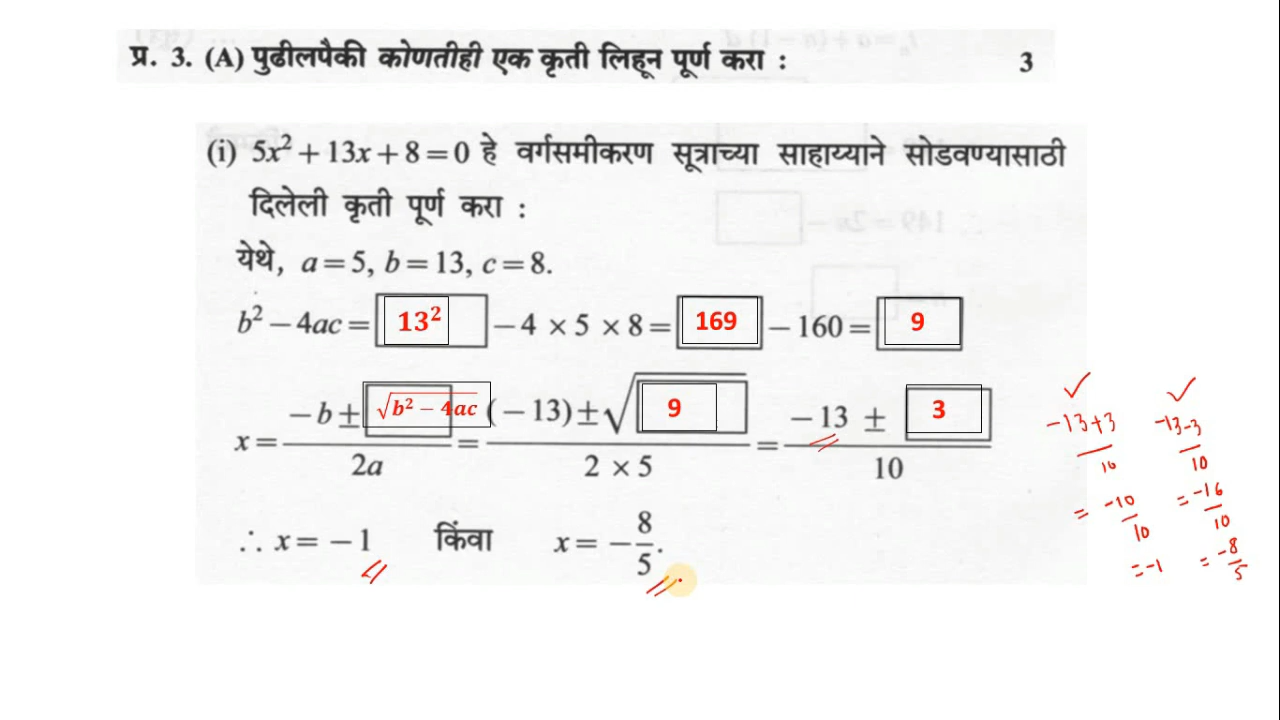 प्र. 3. (A) पुढीलपैकी कोणतीही एक कृती लिहून पूर्ण करा : 3
(i) 5x² + 13x + 8 = 0 हे वर्गसमीकरण सूत्राच्या साहाय्याने सोडवण्यासाठी
दिलेली कृती पूर्ण करा :
येथे, a = 5, b = 13, c = 8.
b² − 4ac = 13² − 4 × 5 × 8 = 169 − 160 = 9
x = (−b ± √b² − 4ac)/2a = (−13) ± √9/2 × 5 = −13 ± 3/10
∴ x = −1 किंवा x = −8/5.
−13+3/10 −13−3/10
= −10/10 = −16/10
= −1 = −8/5